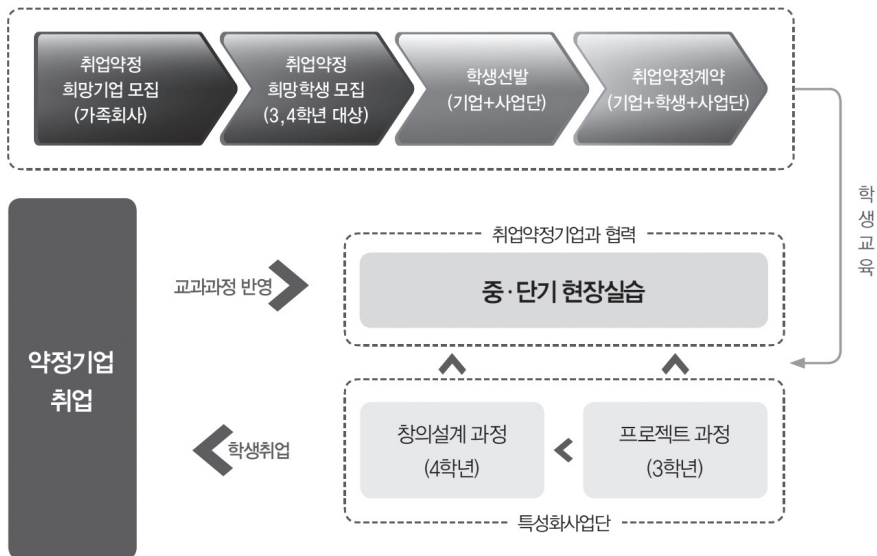 취업약정
희망기업 모집
(가족회사)
취업약정
희망학생 모집
(3,4학년 대상)
학생선발
(기업+사업단)
취업약정계약
(기업+학생+사업단)
학생교육
약정기업
취업
교과과정 반영
학생취업
취업약정기업과 협력
중·단기 현장실습
창의설계 과정
(4학년)
프로젝트 과정
(3학년)
특성화사업단